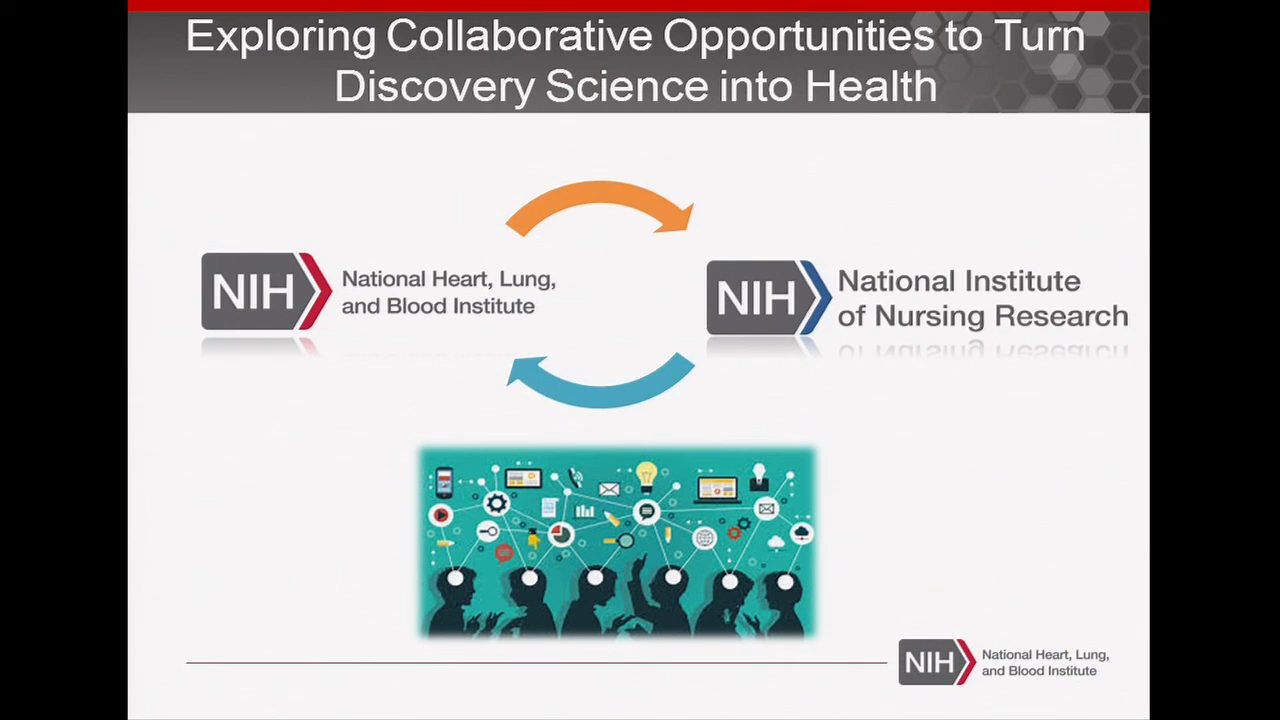 Exploring Collaborative Opportunities to Turn
Discovery Science into Health
NIH
National Heart, Lung,
and Blood Institute
NIH
National Institute
of Nursing Research
NIH
National Heart, Lung,
and Blood Institute